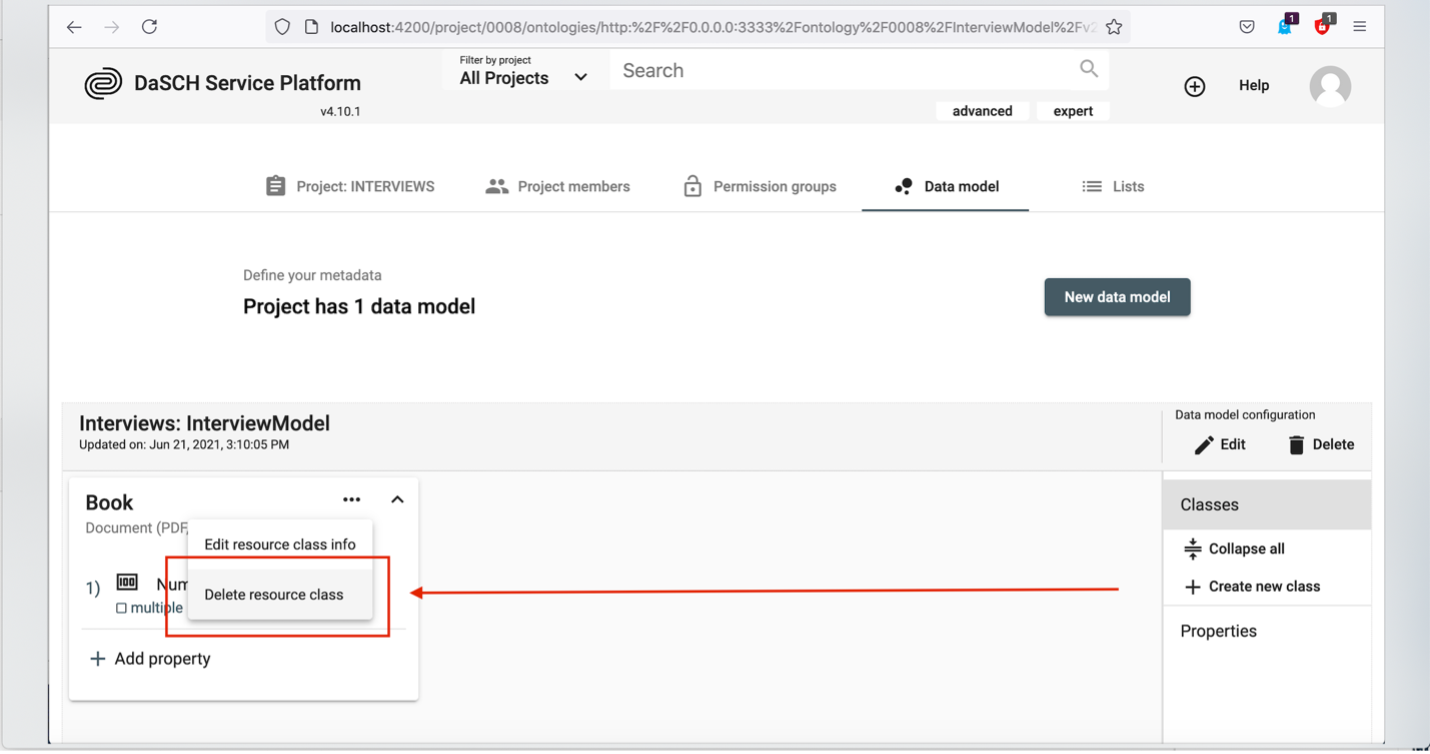 localhost:4200/project/0008/ontologies/http:%2F%2F0.0.0.0:3333%2Fontology%2F0008%2FInterviewModel%2Fv2
1
1
DaSCH Service Platform
v4.10.1
Filter by project
All Projects
Search
advanced
expert
Help
Project: INTERVIEWS
Project members
Permission groups
Data model
Lists
Define your metadata
Project has 1 data model
New data model
Interviews: InterviewModel
Updated on: Jun 21, 2021, 3:10:05 PM
Data model configuration
Edit
Delete
Book
Document (PDF,
Edit resource class info
Delete resource class
1)
Num
multiple
Add property
Classes
Collapse all
Create new class
Properties